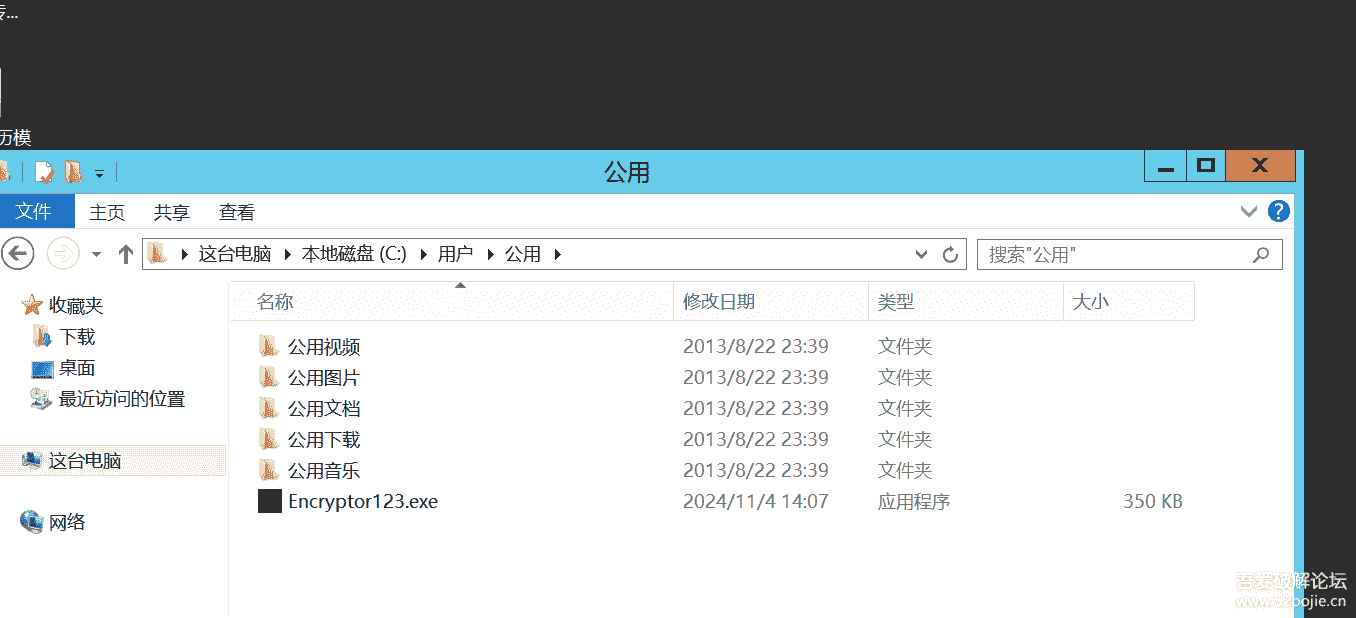 历模
公用
文件 主页 共享 查看
这台电脑 本地磁盘 (C:) 用户 公用 搜索"公用"
收藏夹
下载
桌面
最近访问的位置
这台电脑
网络
名称 修改日期 类型 大小
公用视频 2013/8/22 23:39 文件夹
公用图片 2013/8/22 23:39 文件夹
公用文档 2013/8/22 23:39 文件夹
公用下载 2013/8/22 23:39 文件夹
公用音乐 2013/8/22 23:39 文件夹
Encryptor123.exe 2024/11/4 14:07 应用程序 350 KB
吾爱破解论坛
www.52pojie.cn